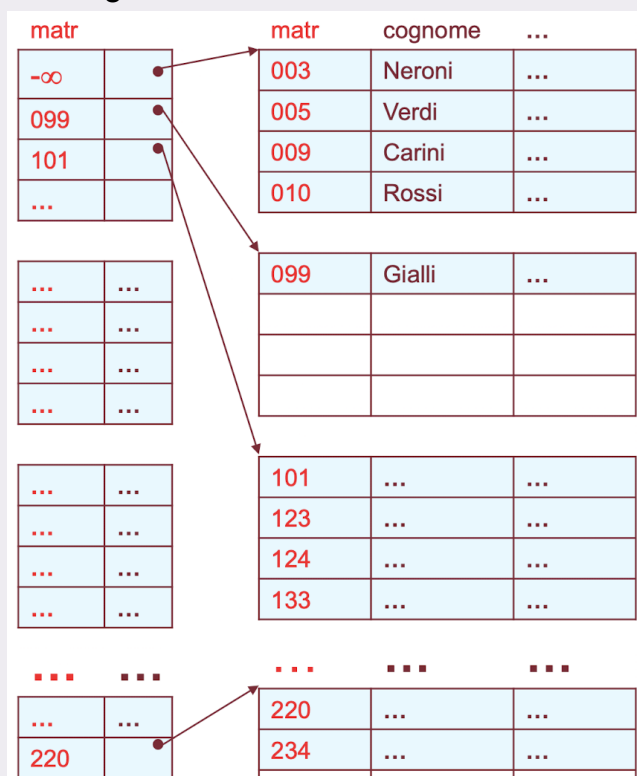 matr
-∞
099
101
...
... ...
... ...
... ...
... ...
... ...
... ...
... ...
... ...
... ...
... ...
220
matr cognome ...
003 Neroni ...
005 Verdi ...
009 Carini ...
010 Rossi ...
099 Gialli ...
101 ... ...
123 ... ...
124 ... ...
133 ... ...
... ... ...
220 ... ...
234 ... ...